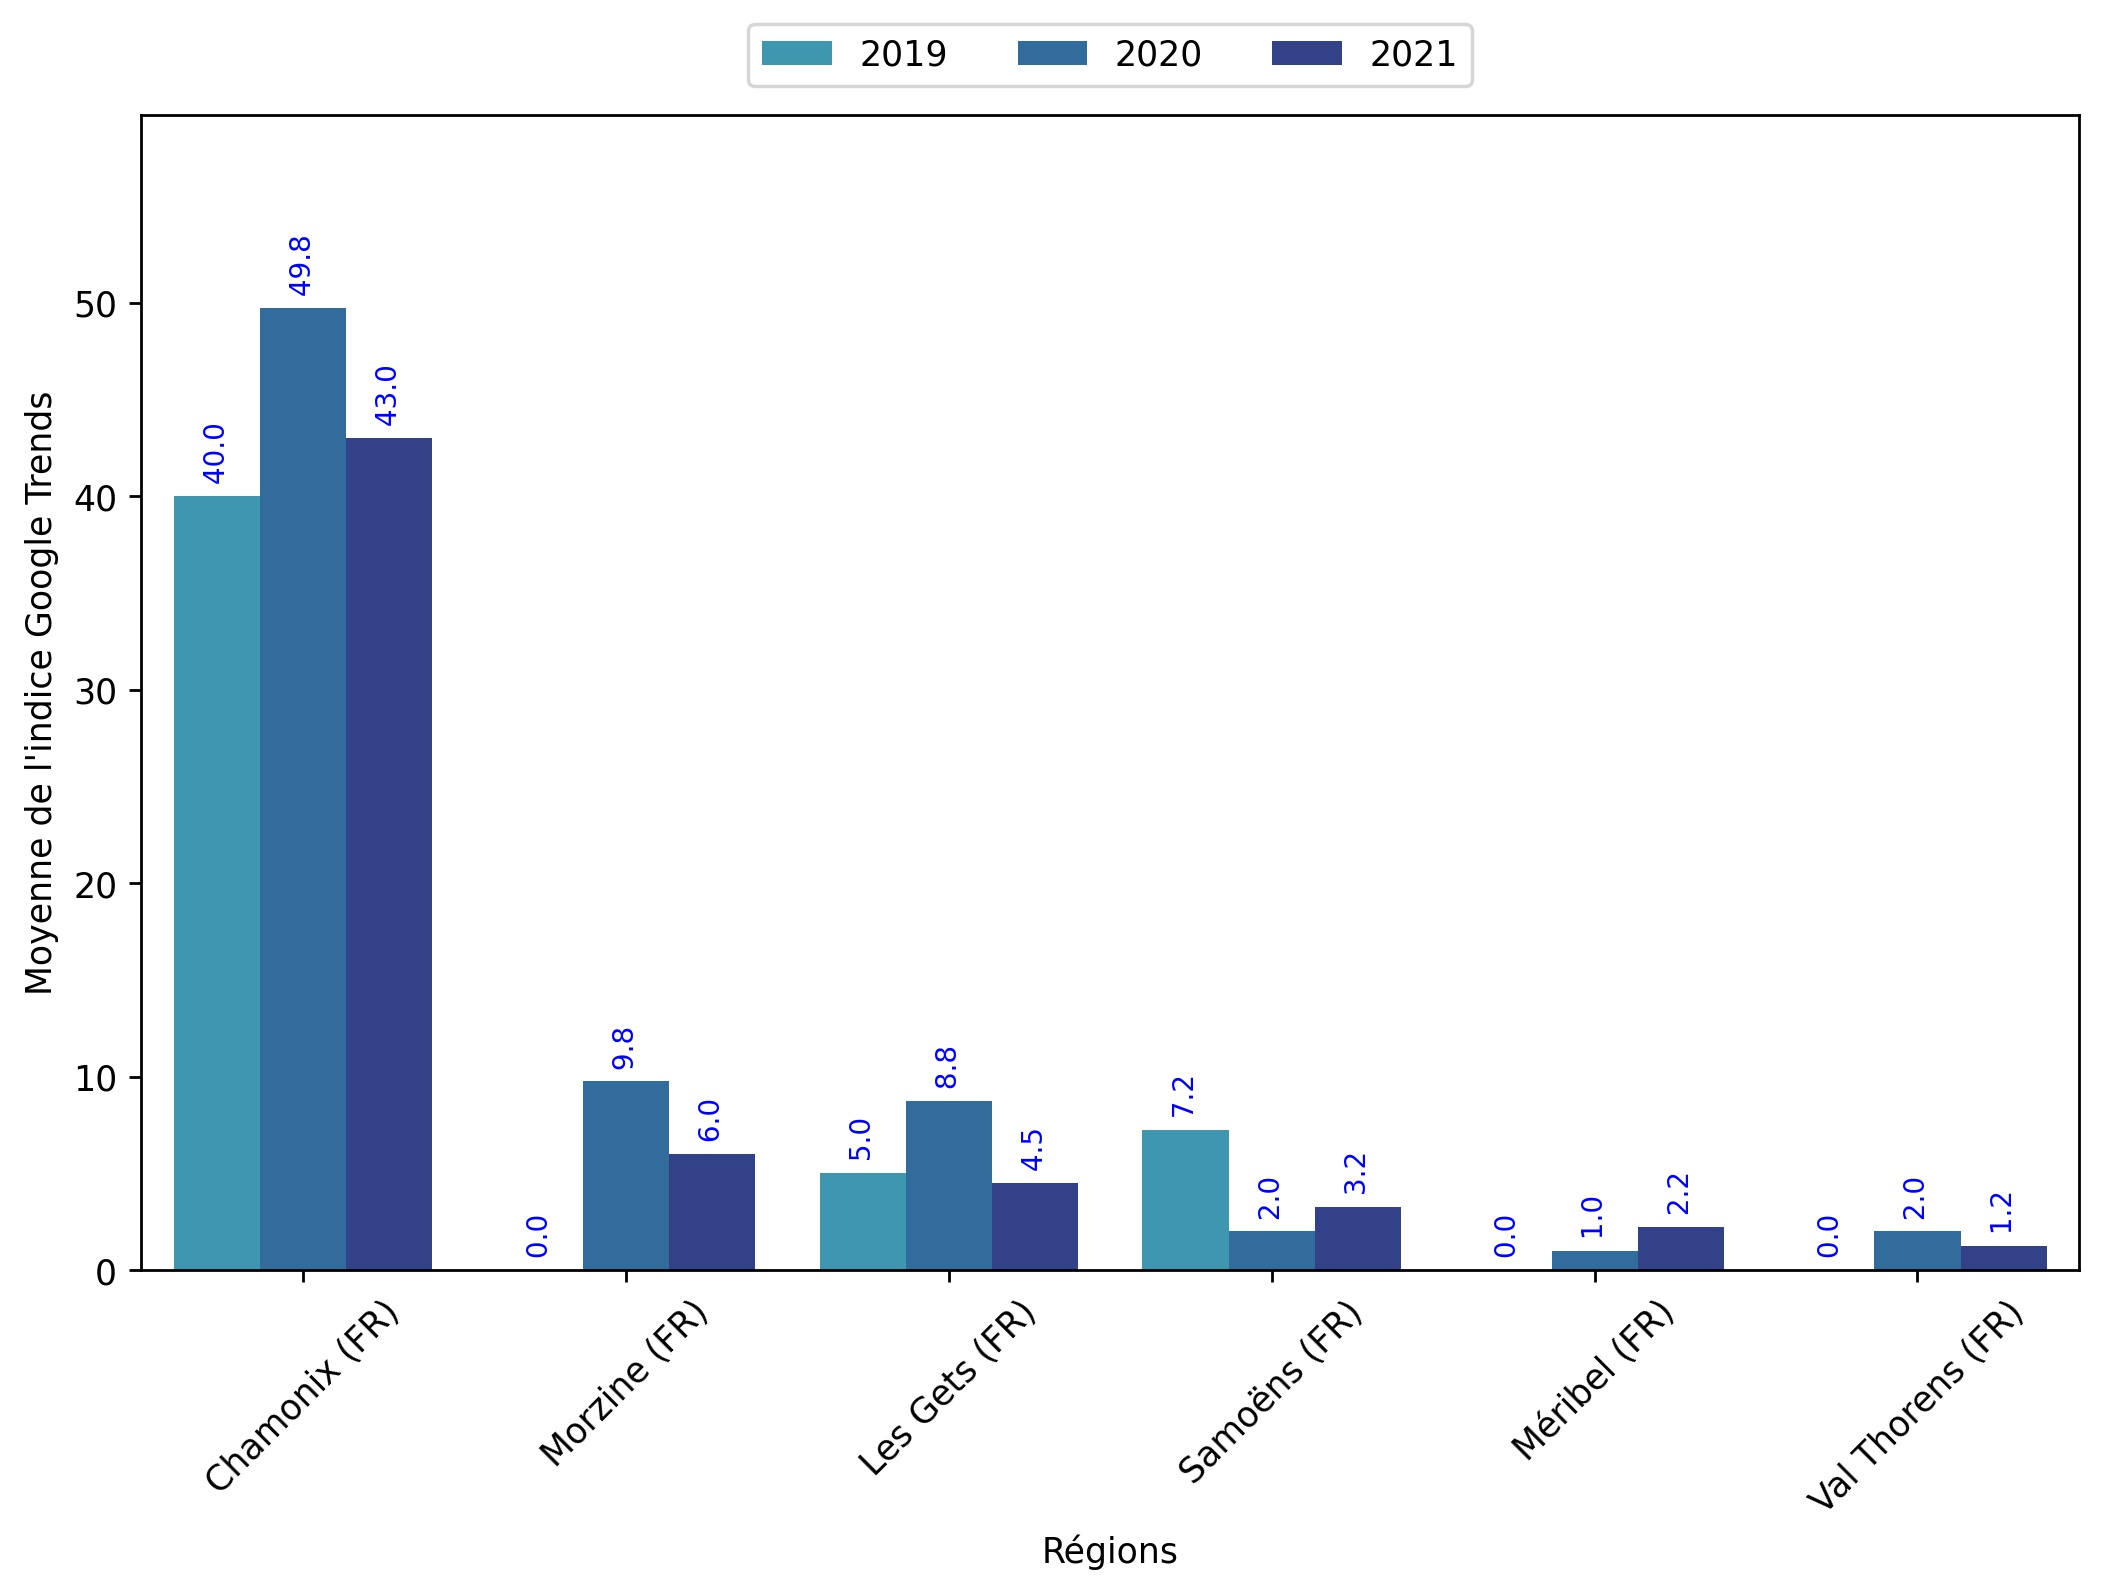 2019 2020 2021
Moyenne de l'indice Google Trends
50
40
30
20
10
0
40.0 49.8 43.0
0.0 9.8 6.0
5.0 8.8 4.5
7.2 2.0 3.2
0.0 1.0 2.2
0.0 2.0 1.2
Chamonix (FR)
Morzine (FR)
Les Gets (FR)
Samoëns (FR)
Méribel (FR)
Val Thorens (FR)
Régions